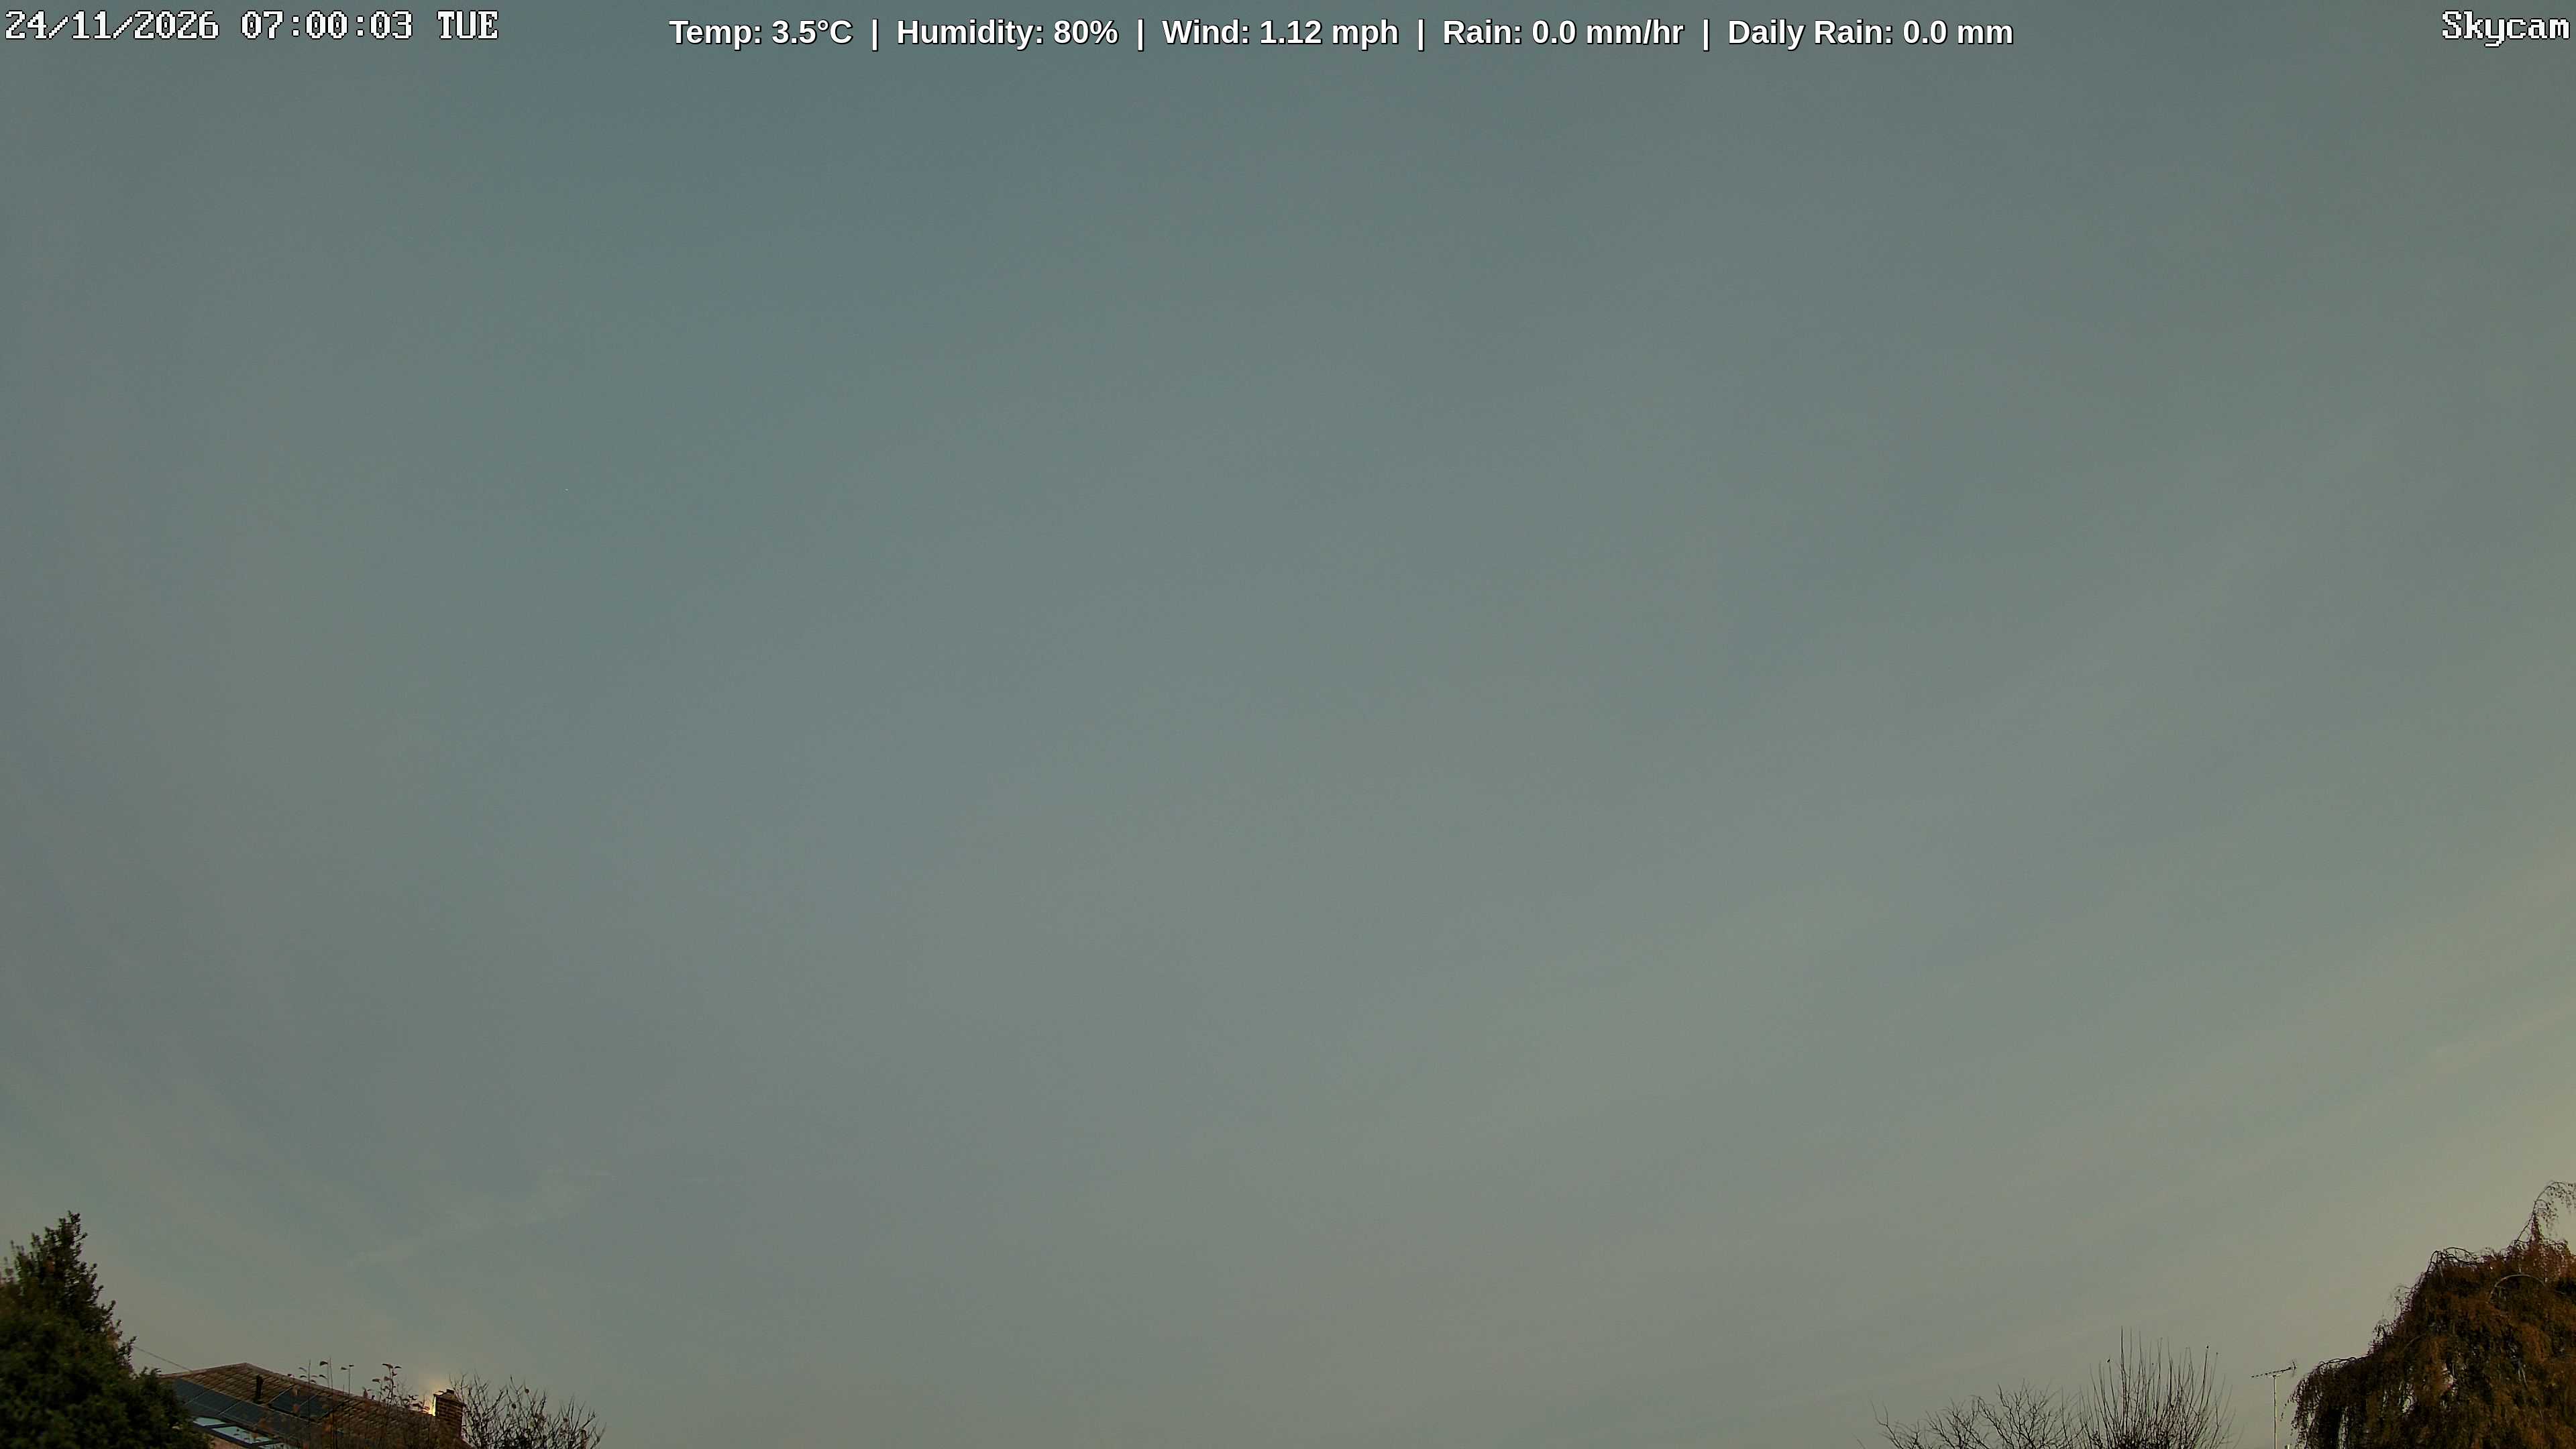 24/11/2026 07:00:03 TUE
Temp: 3.5°C | Humidity: 80% | Wind: 1.12 mph | Rain: 0.0 mm/hr | Daily Rain: 0.0 mm
Skycam